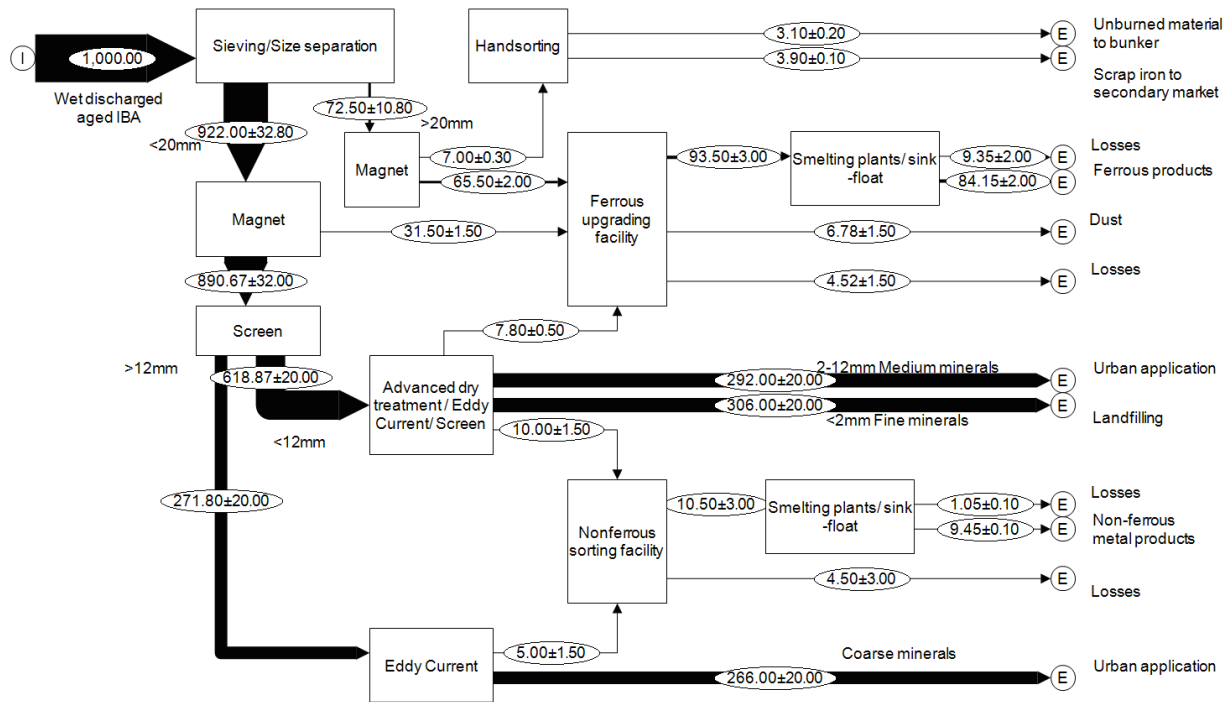 I
1,000.00
Wet discharged
aged IBA
Sieving/Size separation
Handsorting
3.10±0.20
E
Unburned material
to bunker
3.90±0.10
E
Scrap iron to
secondary market
922.00±32.80
<20mm
72.50±10.80
>20mm
Magnet
7.00±0.30
65.50±2.00
Ferrous
upgrading
facility
93.50±3.00
Smelting plants/ sink
-float
9.35±2.00
E
Losses
84.15±2.00
E
Ferrous products
Magnet
31.50±1.50
6.78±1.50
E
Dust
890.67±32.00
4.52±1.50
E
Losses
Screen
7.80±0.50
>12mm
618.87±20.00
<12mm
Advanced dry
treatment / Eddy
Current/ Screen
2-12mm Medium minerals
292.00±20.00
E
Urban application
306.00±20.00
<2mm Fine minerals
E
Landfilling
10.00±1.50
271.80±20.00
Nonferrous
sorting facility
10.50±3.00
Smelting plants/ sink
-float
1.05±0.10
E
Losses
9.45±0.10
E
Non-ferrous
metal products
4.50±3.00
E
Losses
Eddy Current
5.00±1.50
Coarse minerals
266.00±20.00
E
Urban application